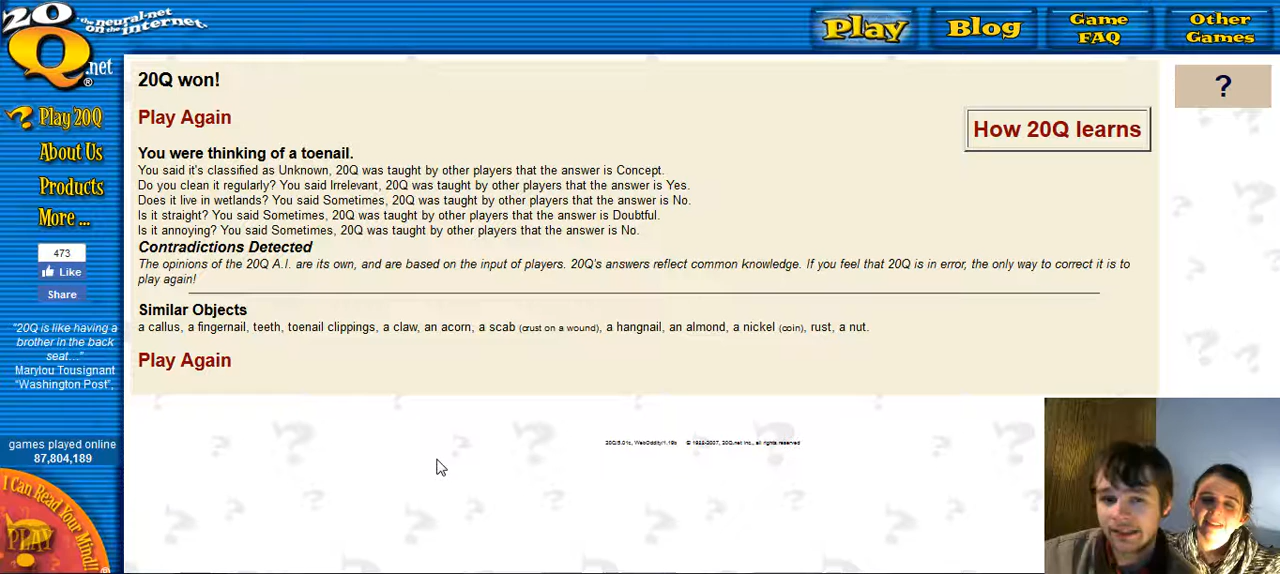 20Q
.net
®
the neural-net
on the internet.
Play
Blog
Game
FAQ
Other
Games
Play 20Q
About Us
Products
More ...
473
Like
Share
"20Q is like having a
brother in the back
seat..."
Marylou Tousignant
"Washington Post",
games played online
87,804,189
I Can Read Your Mind!!
PLAY
20Q won!
Play Again
How 20Q learns
?
You were thinking of a toenail.
You said it's classified as Unknown, 20Q was taught by other players that the answer is Concept.
Do you clean it regularly? You said Irrelevant, 20Q was taught by other players that the answer is Yes.
Does it live in wetlands? You said Sometimes, 20Q was taught by other players that the answer is No.
Is it straight? You said Sometimes, 20Q was taught by other players that the answer is Doubtful.
Is it annoying? You said Sometimes, 20Q was taught by other players that the answer is No.
Contradictions Detected
The opinions of the 20Q A.I. are its own, and are based on the input of players. 20Q's answers reflect common knowledge. If you feel that 20Q is in error, the only way to correct it is to
play again!
Similar Objects
a callus, a fingernail, teeth, toenail clippings, a claw, an acorn, a scab (crust on a wound), a hangnail, an almond, a nickel (coin), rust, a nut.
Play Again
20Q.net Inc., all rights reserved